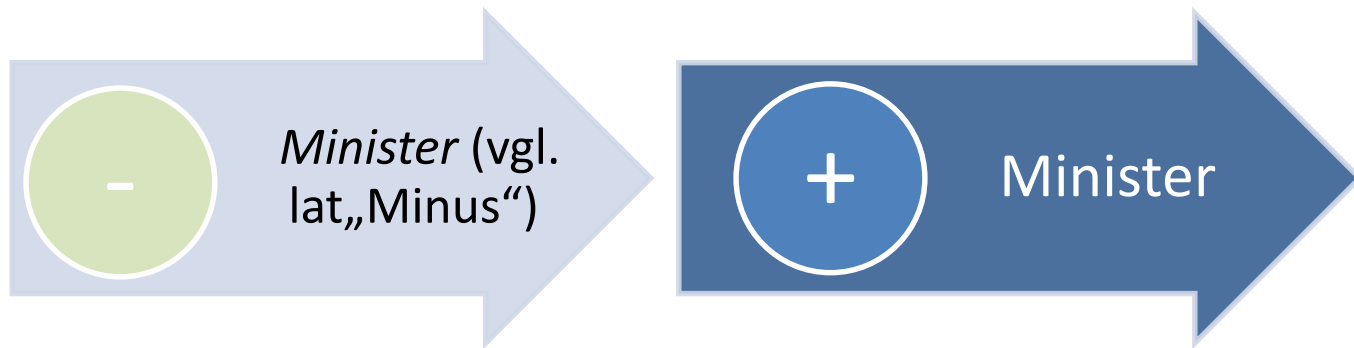 -
Minister (vgl.
lat„Minus“)
+
Minister